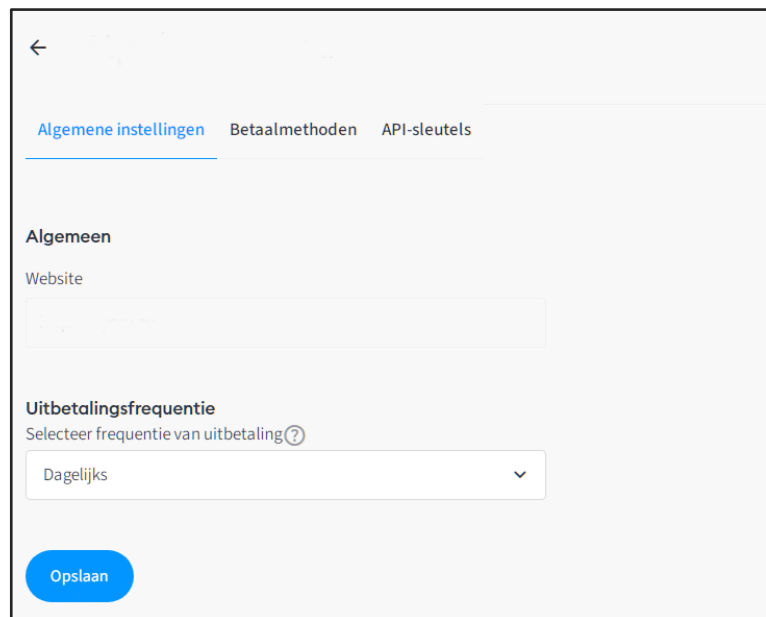 Algemene instellingen Betaalmethoden API-sleutels
Algemeen
Website
Uitbetalingsfrequentie
Selecteer frequentie van uitbetaling ?
Dagelijks
Opslaan